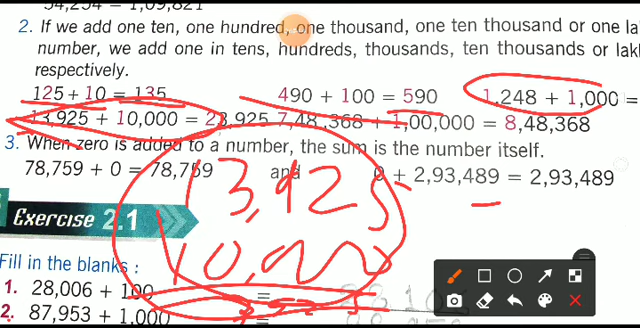 54,254 = 1,09,821
2. If we add one ten, one hundred, one thousand, one ten thousand or one la
number, we add one in tens, hundreds, thousands, ten thousands or lak
respectively.
125 + 10 = 135 490 + 100 = 590 1,248 + 1,000 =
13,925 + 10,000 = 23,925 7,48,368 + 1,00,000 = 8,48,368
3. When zero is added to a number, the sum is the number itself.
78,759 + 0 = 78,759 and 0 + 2,93,489 = 2,93,489
13,925
10,000
Exercise 2.1
Fill in the blanks :
1. 28,006 + 100 =
2. 87,953 + 1,000 =